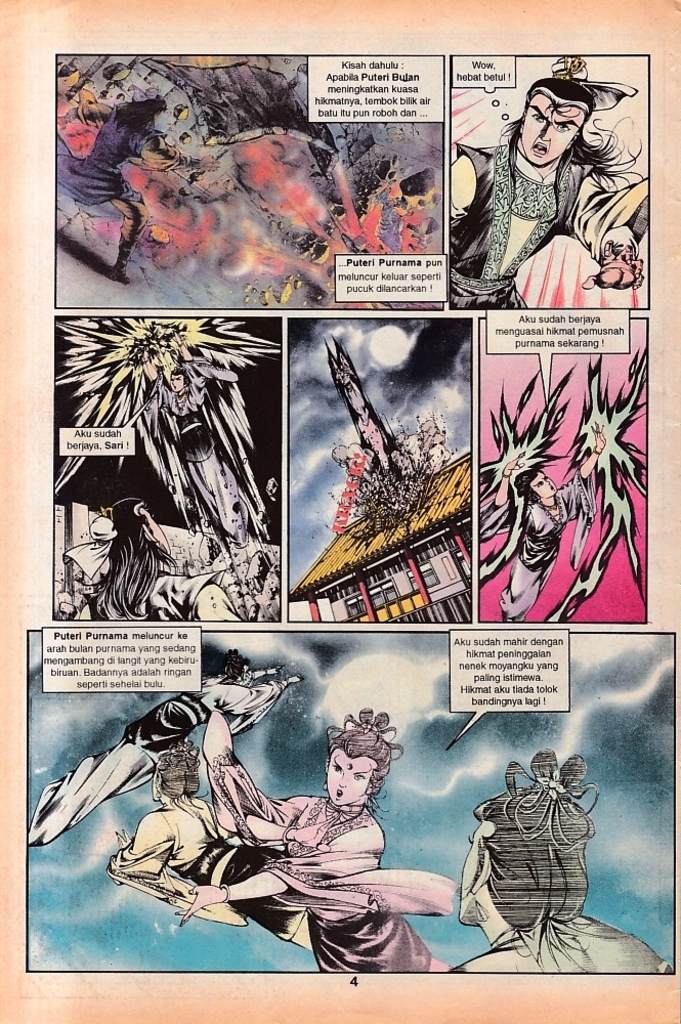 Kisah dahulu :
Apabila Puteri Bulan
meningkatkan kuasa
hikmatnya, tembok bilik air
batu itu pun roboh dan ...
...Puteri Purnama pun
meluncur keluar seperti
pucuk dilancarkan !
Wow,
hebat betul !
Aku sudah
berjaya, Sari !
Aku sudah berjaya
menguasai hikmat pemusnah
purnama sekarang !
Puteri Purnama meluncur ke
arah bulan purnama yang sedang
mengambang di langit yang kebiru-
biruan. Badannya adalah ringan
seperti sehelai bulu.
Aku sudah mahir dengan
hikmat peninggalan
nenek moyangku yang
paling istimewa.
Hikmat aku tiada tolok
bandingnya lagi !
4